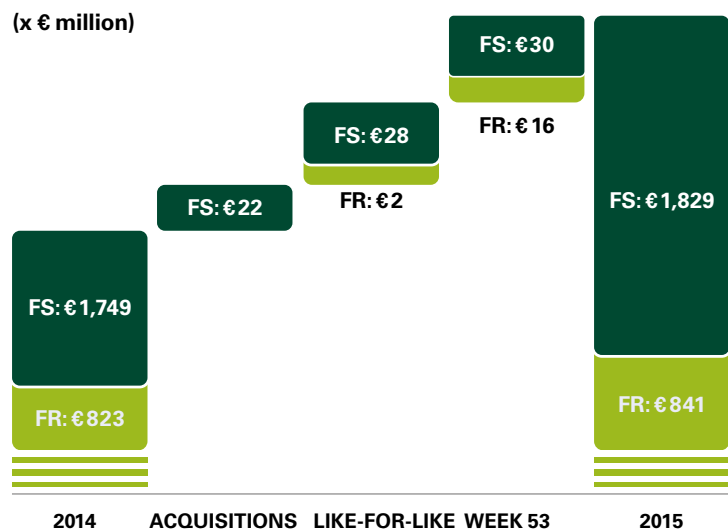 (x € million)
FS: €30
FR: € 16
FS: €28
FR: € 2
FS: €22
FS: €1,749
FR: €823
FS: €1,829
FR: €841
2014 ACQUISITIONS LIKE-FOR-LIKE WEEK 53 2015